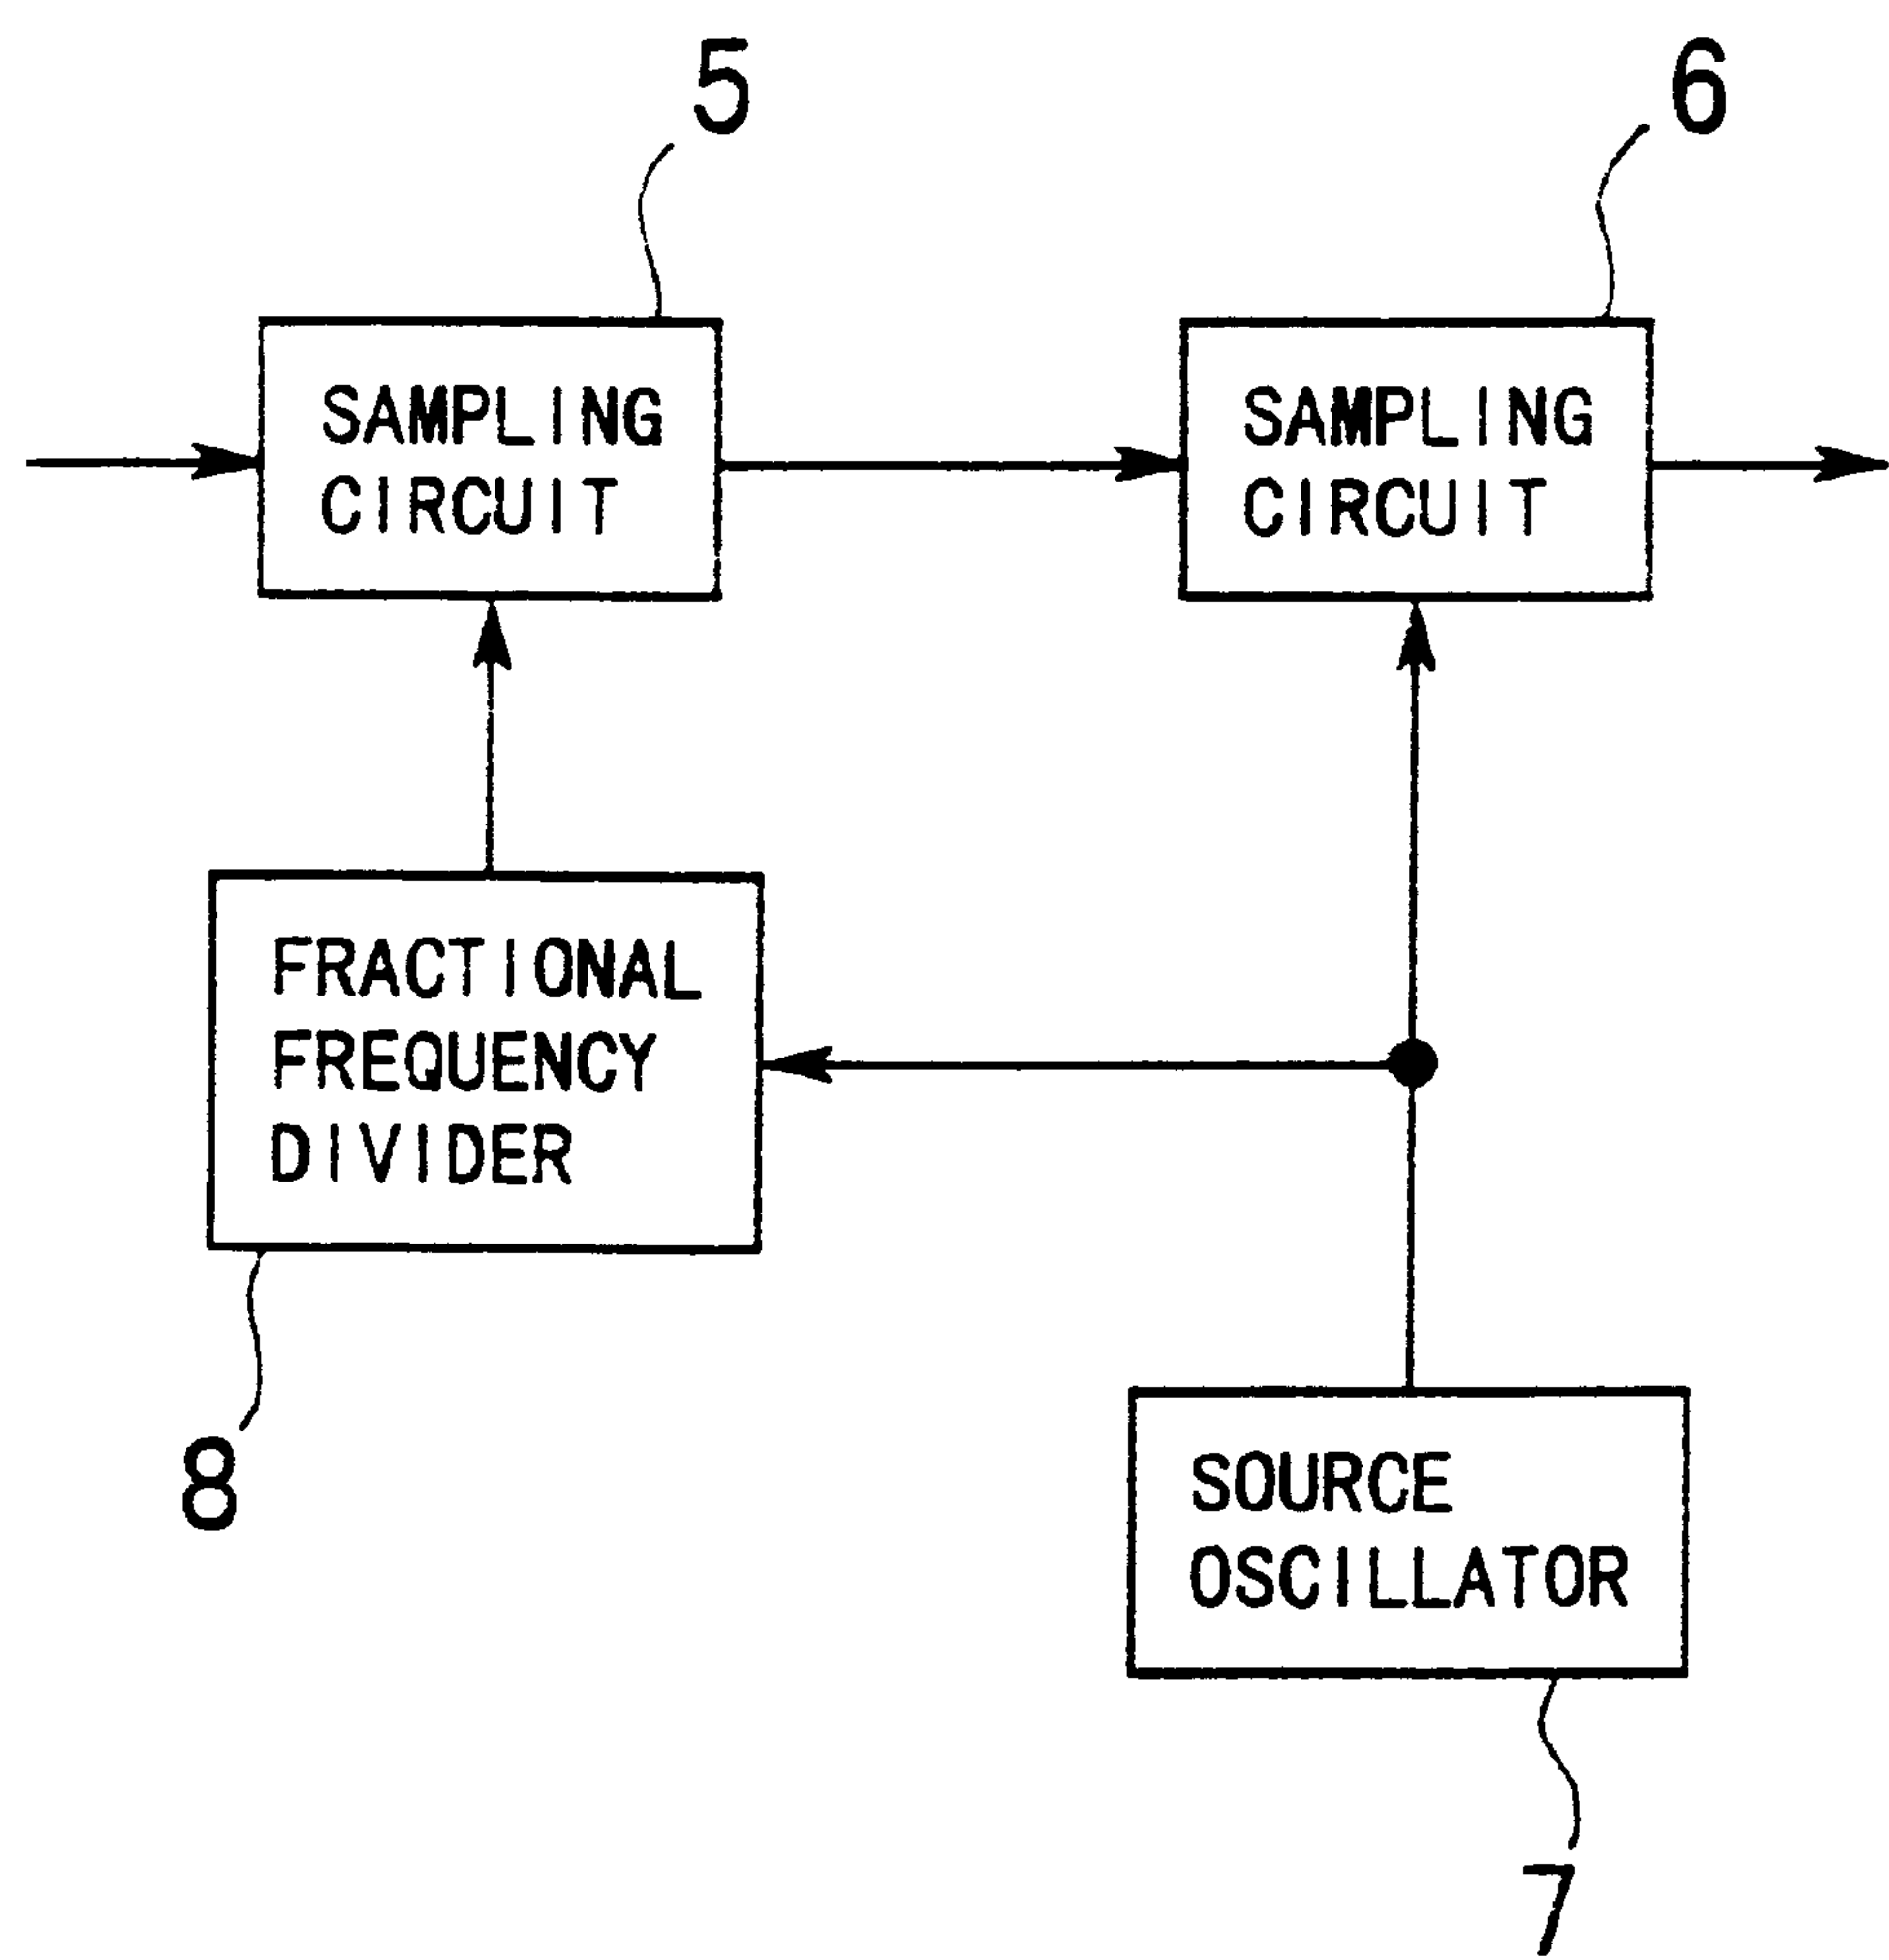 5
6
SAMPLING
CIRCUIT
SAMPLING
CIRCUIT
FRACTIONAL
FREQUENCY
DIVIDER
8
SOURCE
OSCILLATOR
7